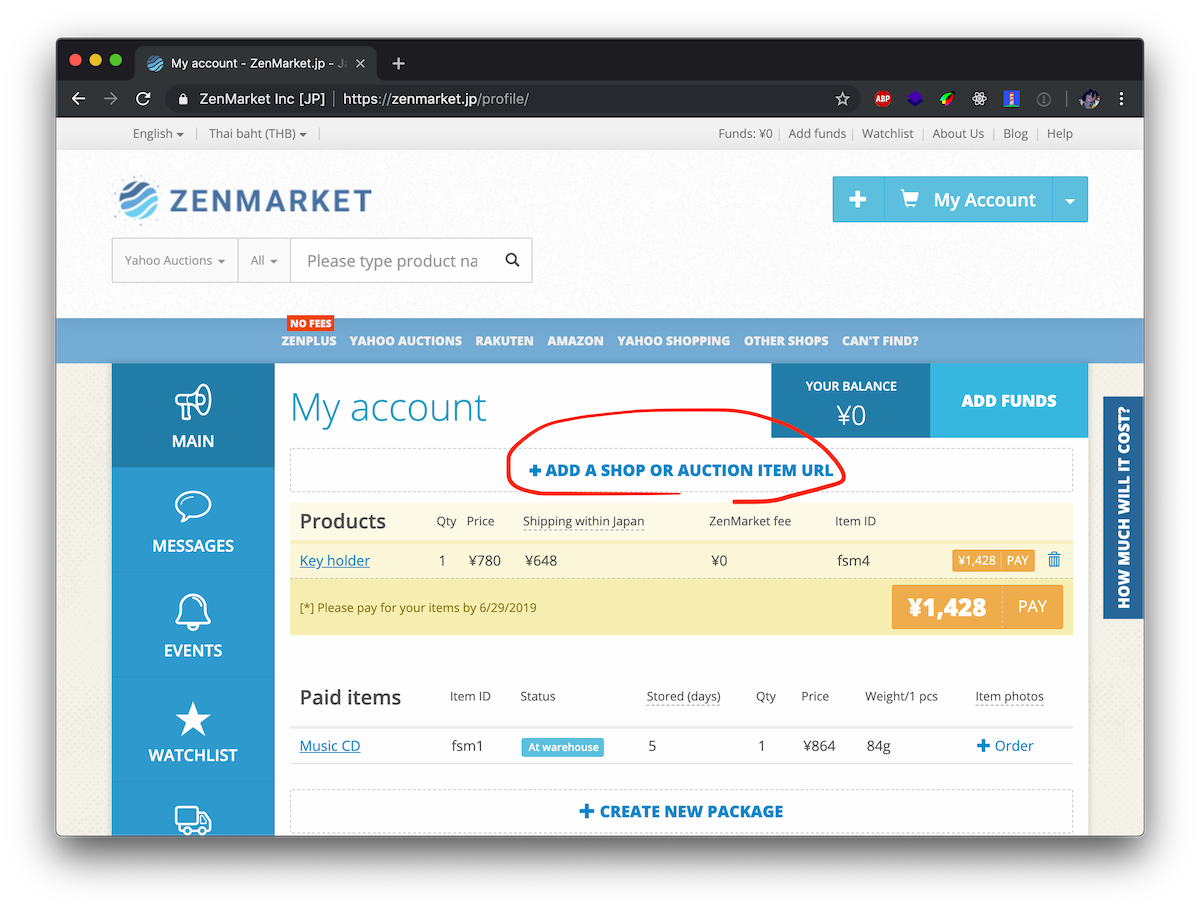 My account - ZenMarket.jp - Ja
ZenMarket Inc [JP] | https://zenmarket.jp/profile/
ABP
English | Thai baht (THB) |
Funds: ¥0 | Add funds | Watchlist | About Us | Blog | Help
ZENMARKET
+ My Account
Yahoo Auctions All Please type product na
NO FEES
ZENPLUS YAHOO AUCTIONS RAKUTEN AMAZON YAHOO SHOPPING OTHER SHOPS CAN'T FIND?
MAIN
MESSAGES
EVENTS
WATCHLIST
My account
YOUR BALANCE
¥0
ADD FUNDS
+ ADD A SHOP OR AUCTION ITEM URL
Products Qty Price Shipping within Japan ZenMarket fee Item ID
Key holder 1 ¥780 ¥648 ¥0 fsm4 ¥1,428 PAY
[*] Please pay for your items by 6/29/2019 ¥1,428 PAY
Paid items Item ID Status Stored (days) Qty Price Weight/1 pcs Item photos
Music CD fsm1 At warehouse 5 1 ¥864 84g + Order
+ CREATE NEW PACKAGE
HOW MUCH WILL IT COST?